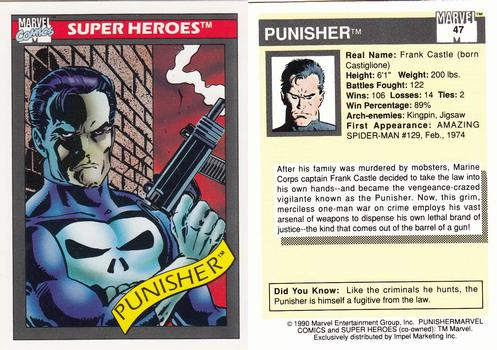 MARVEL
Comics
M
SUPER HEROES™
PUNISHER™
PUNISHER™
MARVEL™
47
M
Real Name: Frank Castle (born
Castiglione)
Height: 6'1" Weight: 200 lbs.
Battles Fought: 122
Wins: 106 Losses: 14 Ties: 2
Win Percentage: 89%
Arch-enemies: Kingpin, Jigsaw
First Appearance: AMAZING
SPIDER-MAN #129, Feb., 1974
After his family was murdered by mobsters, Marine
Corps captain Frank Castle decided to take the law into
his own hands--and became the vengeance-crazed
vigilante known as the Punisher. Now, this grim,
merciless one-man war on crime employs his vast
arsenal of weapons to dispense his own lethal brand of
justice--the kind that comes out of the barrel of a gun!
Did You Know: Like the criminals he hunts, the
Punisher is himself a fugitive from the law.
© 1990 Marvel Entertainment Group, Inc. PUNISHERMARVEL
COMICS and SUPER HEROES (co-owned): TM Marvel.
Exclusively distributed by Impel Marketing Inc.